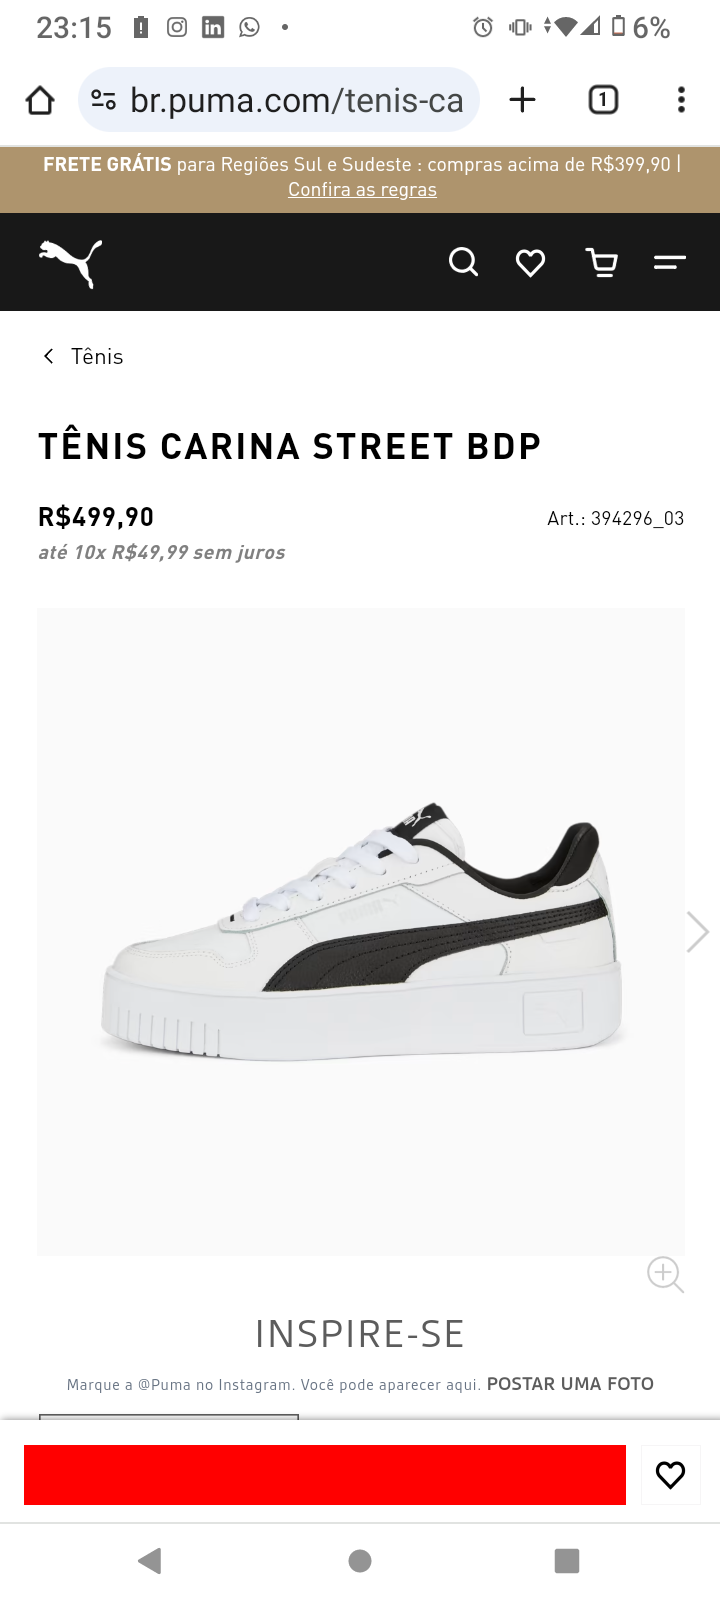 23:15
6%
br.puma.com/tenis-ca
1
FRETE GRÁTIS para Regiões Sul e Sudeste : compras acima de R$399,90 |
Confira as regras
Tênis
TÊNIS CARINA STREET BDP
R$499,90
Art.: 394296_03
até 10x R$49,99 sem juros
INSPIRE-SE
Marque a @Puma no Instagram. Você pode aparecer aqui. POSTAR UMA FOTO